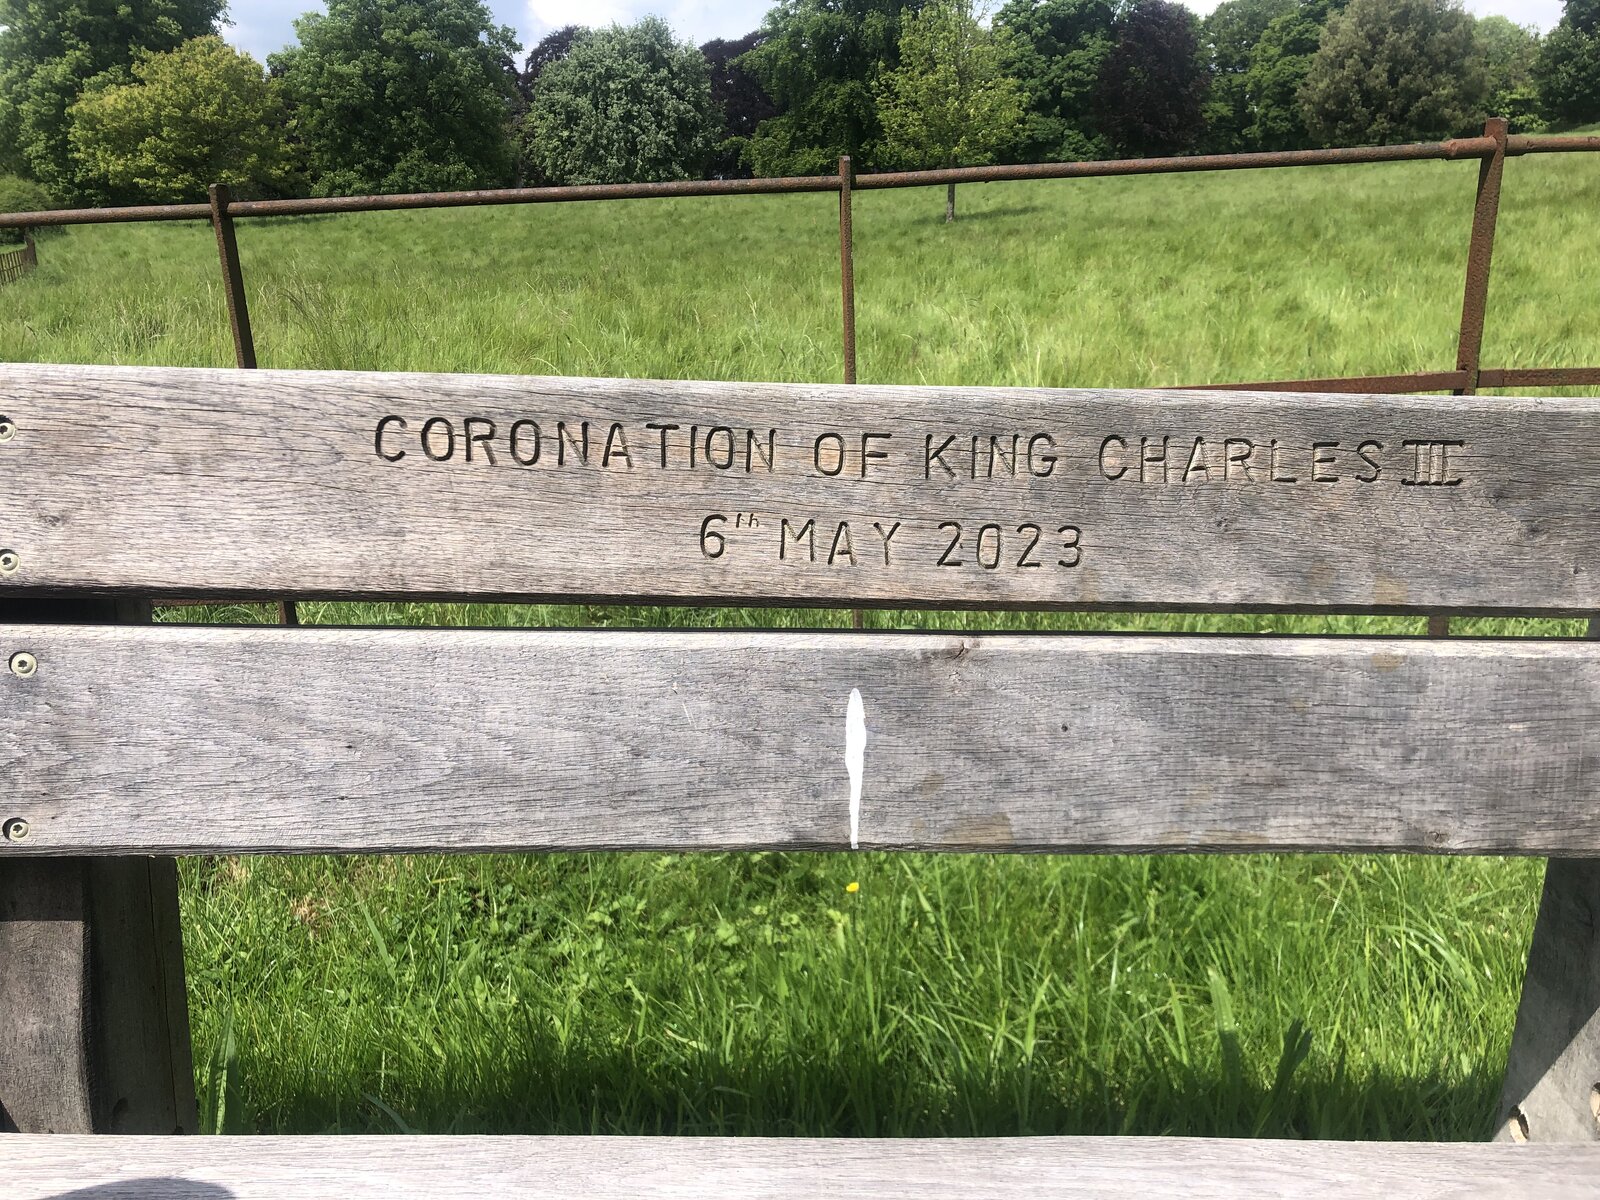 CORONATION OF KING CHARLES III
6th MAY 2023